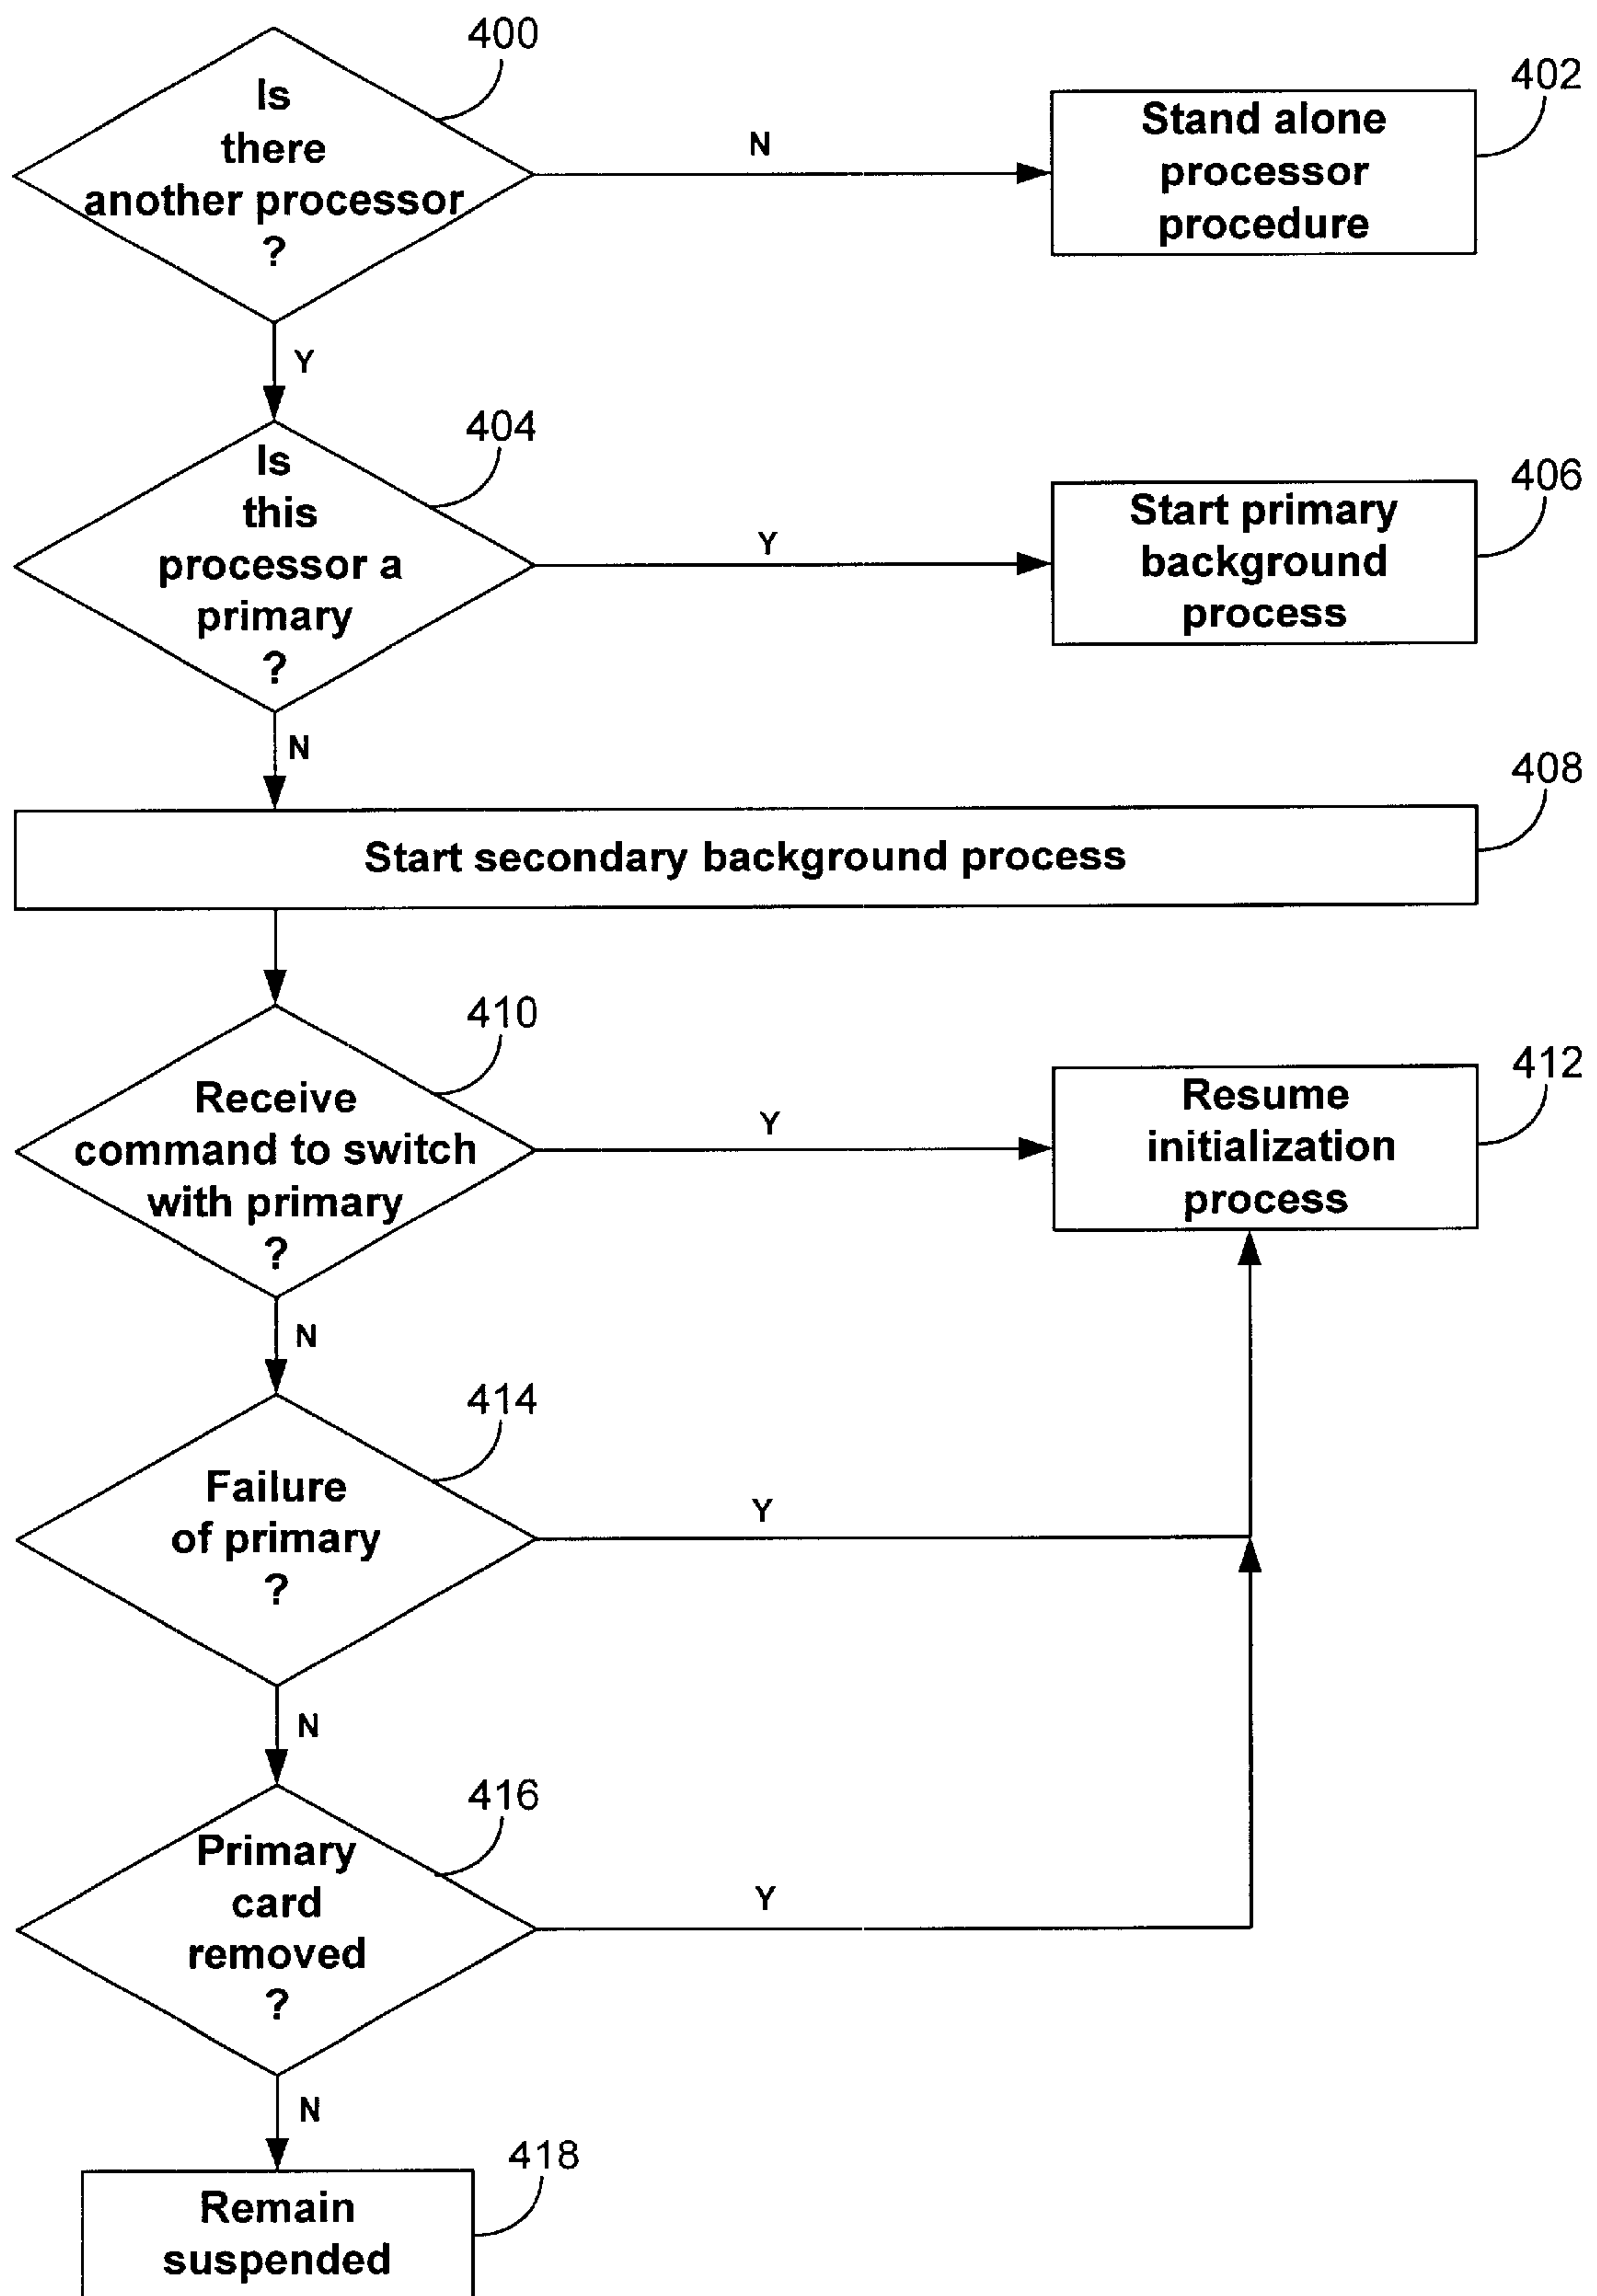 400
Is
there
another processor
?
N
402
Stand alone
processor
procedure
Y
404
Is
this
processor a
primary
?
Y
406
Start primary
background
process
N
408
Start secondary background process
410
Receive
command to switch
with primary
?
Y
412
Resume
initialization
process
N
414
Failure
of primary
?
Y
N
416
Primary
card
removed
?
Y
N
418
Remain
suspended